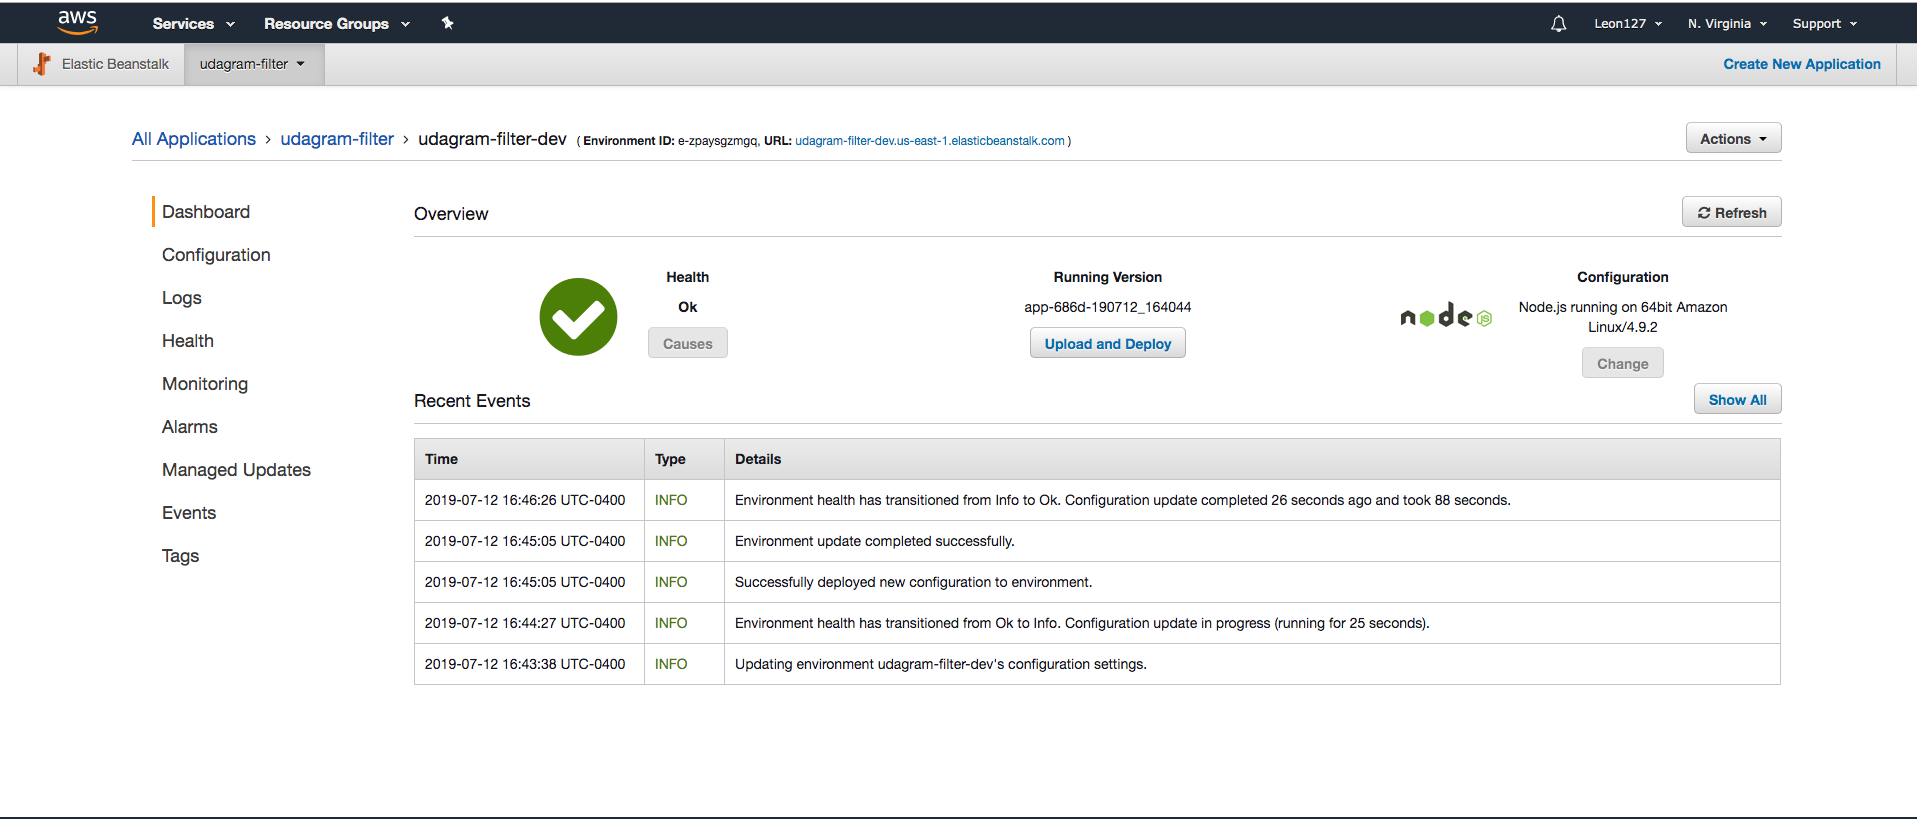 aws Services Resource Groups Leon127 N. Virginia Support
Elastic Beanstalk udagram-filter Create New Application
All Applications > udagram-filter > udagram-filter-dev ( Environment ID: e-zpaysgzmgq, URL: udagram-filter-dev.us-east-1.elasticbeanstalk.com ) Actions
Dashboard
Configuration
Logs
Health
Monitoring
Alarms
Managed Updates
Events
Tags
Overview Refresh
Health
Ok
Causes
Running Version
app-686d-190712_164044
Upload and Deploy
node JS
Configuration
Node.js running on 64bit Amazon
Linux/4.9.2
Change
Recent Events Show All
Time Type Details
2019-07-12 16:46:26 UTC-0400 INFO Environment health has transitioned from Info to Ok. Configuration update completed 26 seconds ago and took 88 seconds.
2019-07-12 16:45:05 UTC-0400 INFO Environment update completed successfully.
2019-07-12 16:45:05 UTC-0400 INFO Successfully deployed new configuration to environment.
2019-07-12 16:44:27 UTC-0400 INFO Environment health has transitioned from Ok to Info. Configuration update in progress (running for 25 seconds).
2019-07-12 16:43:38 UTC-0400 INFO Updating environment udagram-filter-dev's configuration settings.